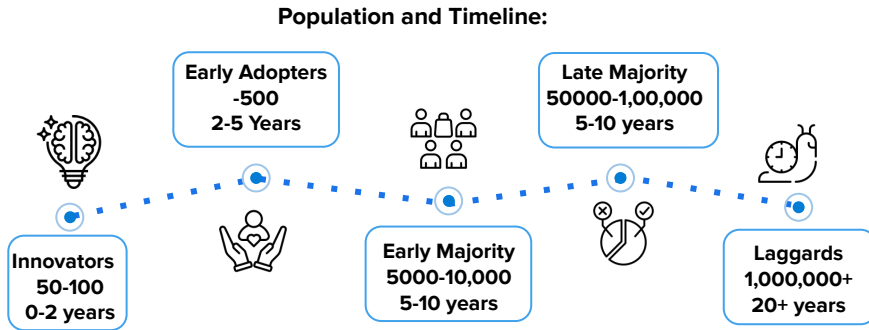 Population and Timeline:
Innovators
50-100
0-2 years
Early Adopters
-500
2-5 Years
Early Majority
5000-10,000
5-10 years
Late Majority
50000-1,00,000
5-10 years
Laggards
1,000,000+
20+ years